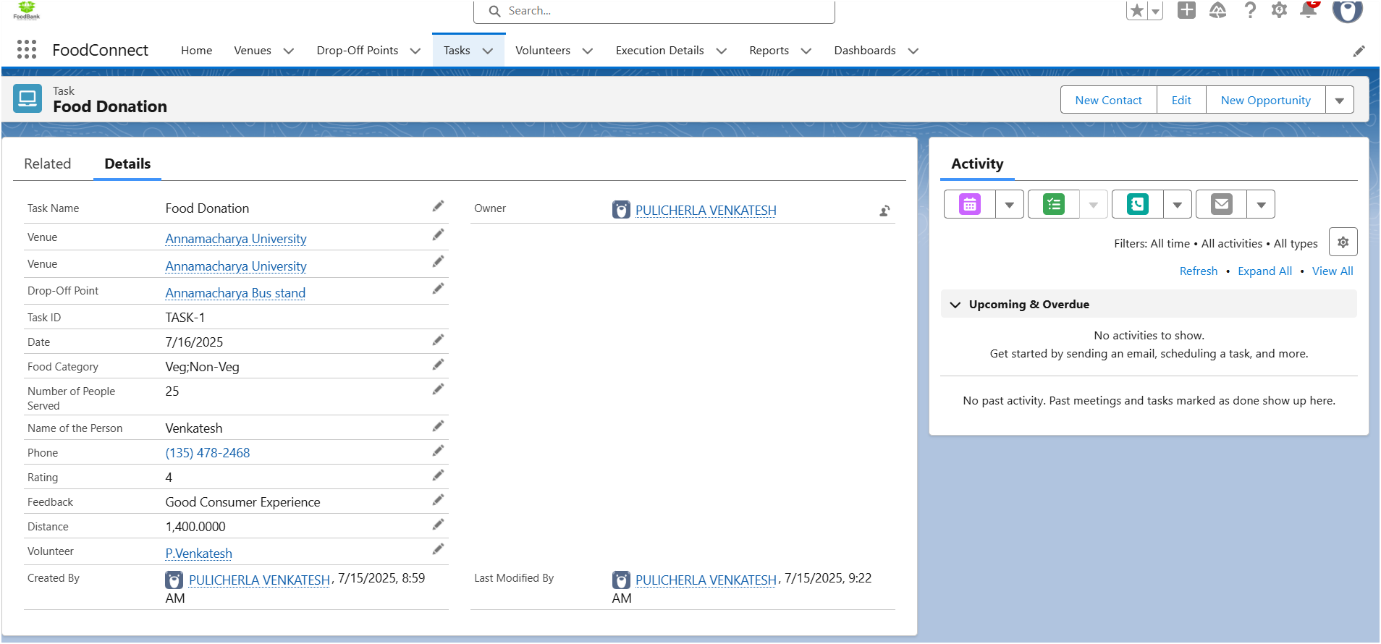 FoodBank
Search...
2
FoodConnect
Home
Venues
Drop-Off Points
Tasks
Volunteers
Execution Details
Reports
Dashboards
Task
Food Donation
New Contact
Edit
New Opportunity
Related
Details
Task Name
Food Donation
Owner
PULICHERLA VENKATESH
Venue
Annamacharya University
Venue
Annamacharya University
Drop-Off Point
Annamacharya Bus stand
Task ID
TASK-1
Date
7/16/2025
Food Category
Veg;Non-Veg
Number of People
Served
25
Name of the Person
Venkatesh
Phone
(135) 478-2468
Rating
4
Feedback
Good Consumer Experience
Distance
1,400.0000
Volunteer
P.Venkatesh
Created By
PULICHERLA VENKATESH, 7/15/2025, 8:59
AM
Last Modified By
PULICHERLA VENKATESH, 7/15/2025, 9:22
AM
Activity
Filters: All time • All activities • All types
Refresh • Expand All • View All
Upcoming & Overdue
No activities to show.
Get started by sending an email, scheduling a task, and more.
No past activity. Past meetings and tasks marked as done show up here.